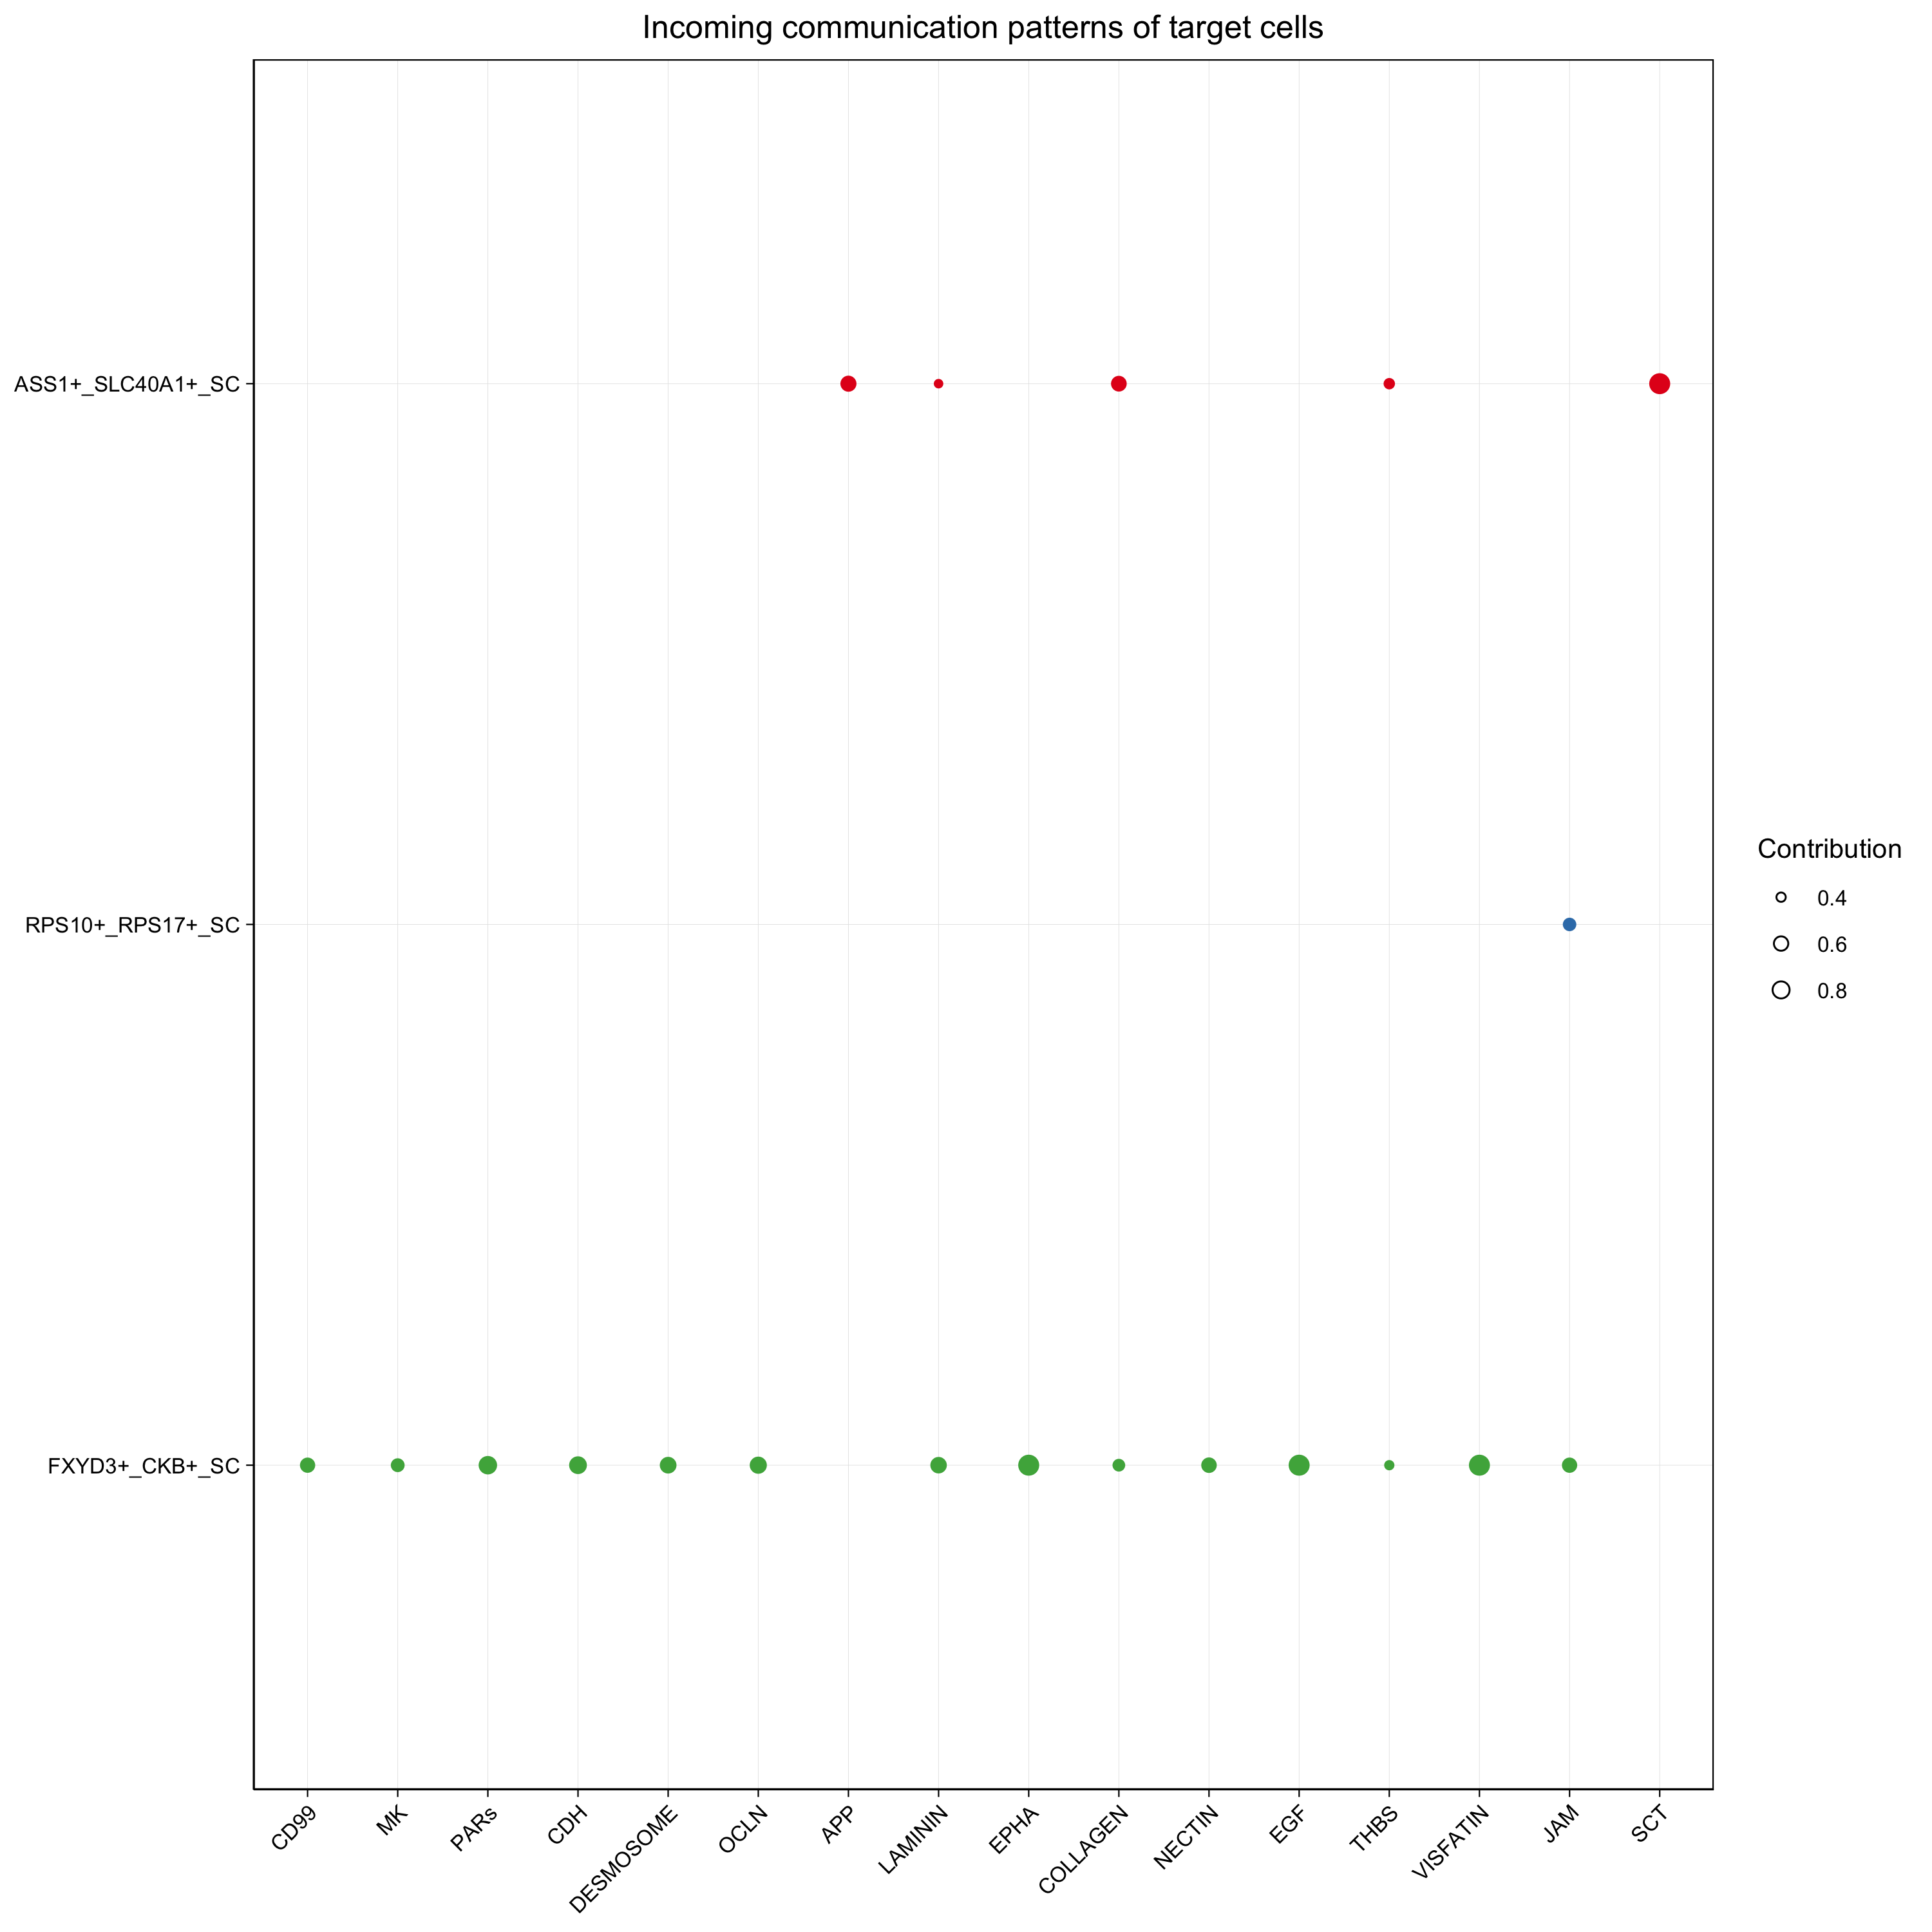 Incoming communication patterns of target cells
ASS1+_SLC40A1+_SC
RPS10+_RPS17+_SC
FXYD3+_CKB+_SC
Contribution
0.4
0.6
0.8
CD99
MK
PARs
CDH
DESMOSOME
OCLN
APP
LAMININ
EPHA
COLLAGEN
NECTIN
EGF
THBS
VISFATIN
JAM
SCT